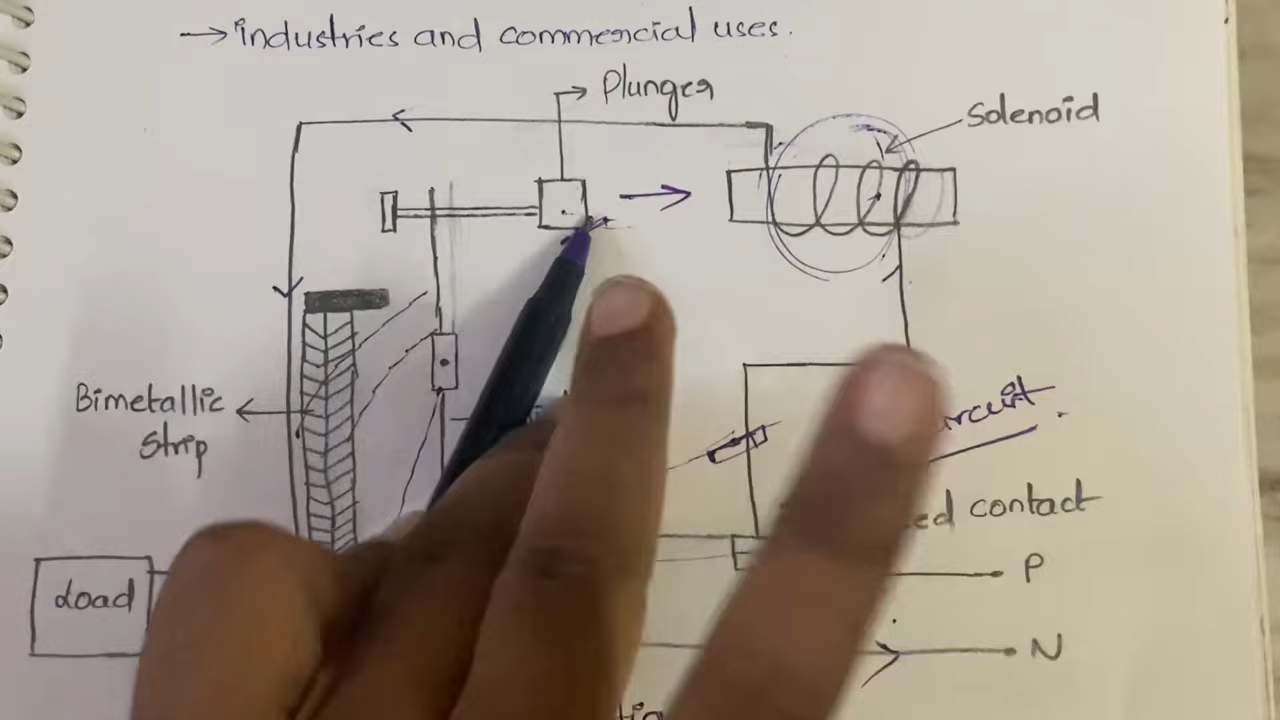 → industries and commercial uses.
Plunger
Solenoid
Bimetallic
Strip
contact
Load
P
N